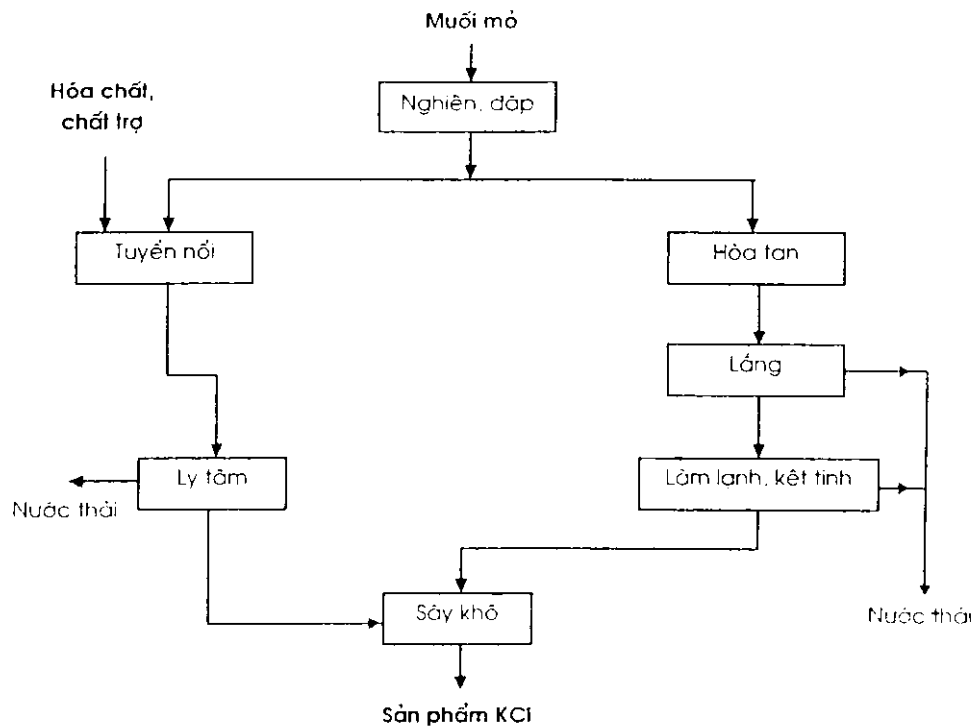 Muối mỏ
Hóa chất,
chất trợ
Nghiền, đập
Tuyển nổi
Hòa tan
Lắng
Ly tâm
Làm lạnh, kết tinh
Nước thải
Sấy khô
Nước thải
Sản phẩm KCl